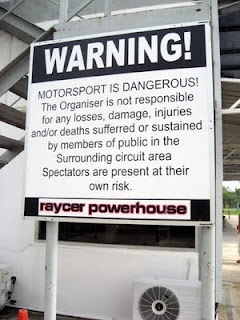 WARNING!
MOTORSPORT IS DANGEROUS!
The Organiser is not responsible
for any losses, damage, injuries
and/or deaths sufferred or sustained
by members of public in the
Surrounding circuit area
Spectators are present at their
own risk.
raycer powerhouse